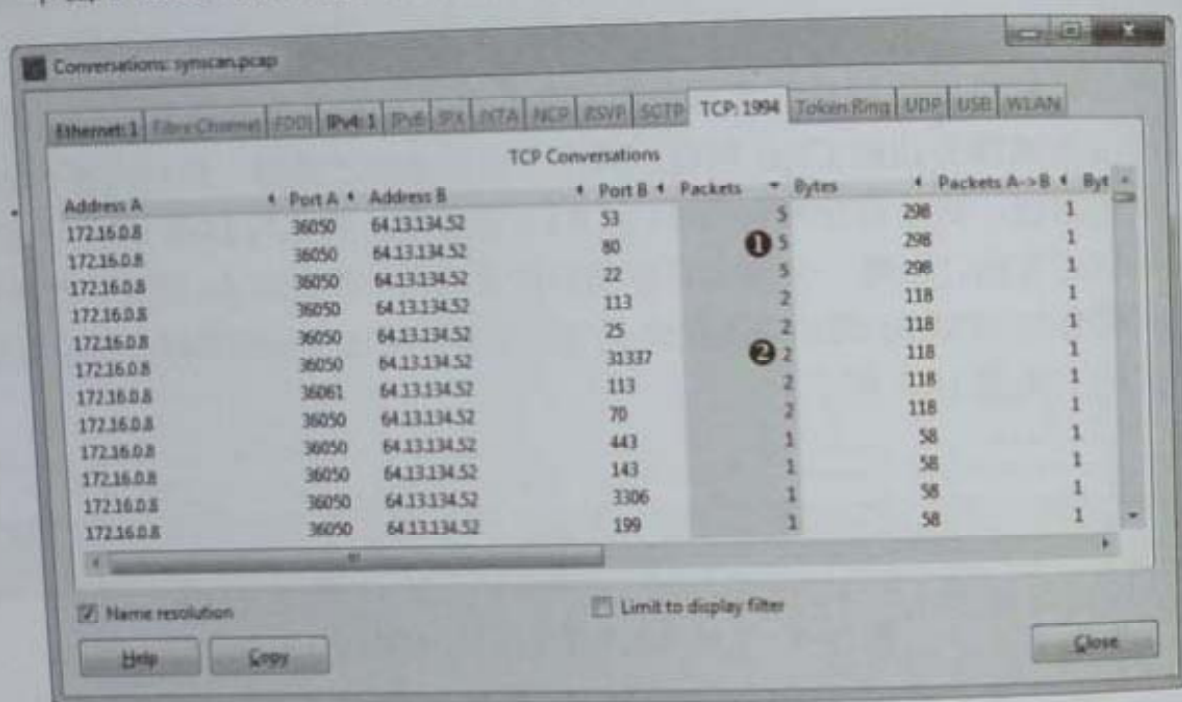 Conversations: synscan.pcap
Ethernet: 1 Fibre Channel FDDI IPv4: 1 IPv6 IPX JXTA NCP RSVP SCTP TCP: 1994 Token Ring UDP USB WLAN
TCP Conversations
Address A Port A Address B Port B Packets Bytes Packets A->B Byt
172.16.0.8 36050 64.13.134.52 53 5 298 1
172.16.0.8 36050 64.13.134.52 80 ❶ 5 298 1
172.16.0.8 36050 64.13.134.52 22 5 298 1
172.16.0.8 36050 64.13.134.52 113 2 118 1
172.16.0.8 36050 64.13.134.52 25 2 118 1
172.16.0.8 36050 64.13.134.52 31337 ❷ 2 118 1
172.16.0.8 36061 64.13.134.52 113 2 118 1
172.16.0.8 36050 64.13.134.52 70 2 118 1
172.16.0.8 36050 64.13.134.52 443 1 58 1
172.16.0.8 36050 64.13.134.52 143 1 58 1
172.16.0.8 36050 64.13.134.52 3306 1 58 1
172.16.0.8 36050 64.13.134.52 199 1 58 1
Name resolution
Limit to display filter
Help Copy Close